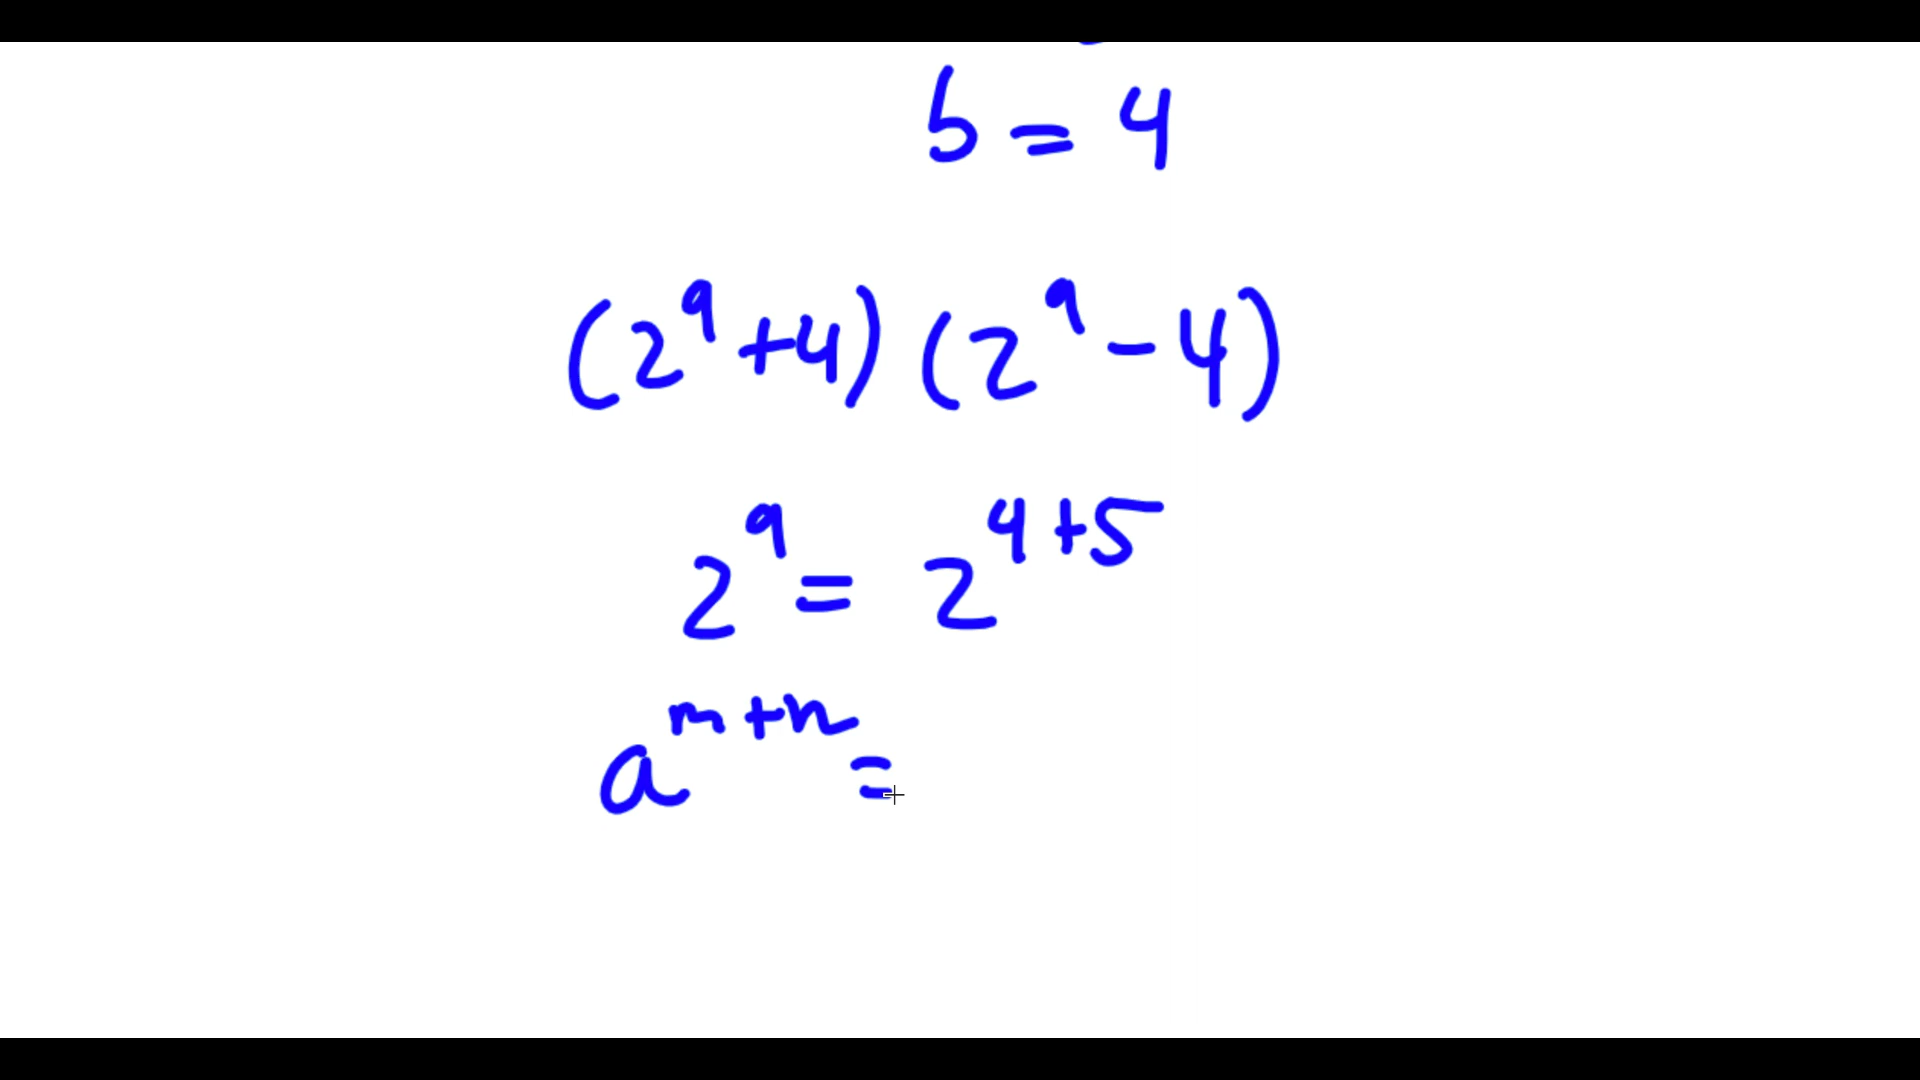 b = 4
(2⁹+4) (2⁹-4)
2⁹ = 2⁴⁺⁵
aᵐ⁺ⁿ =